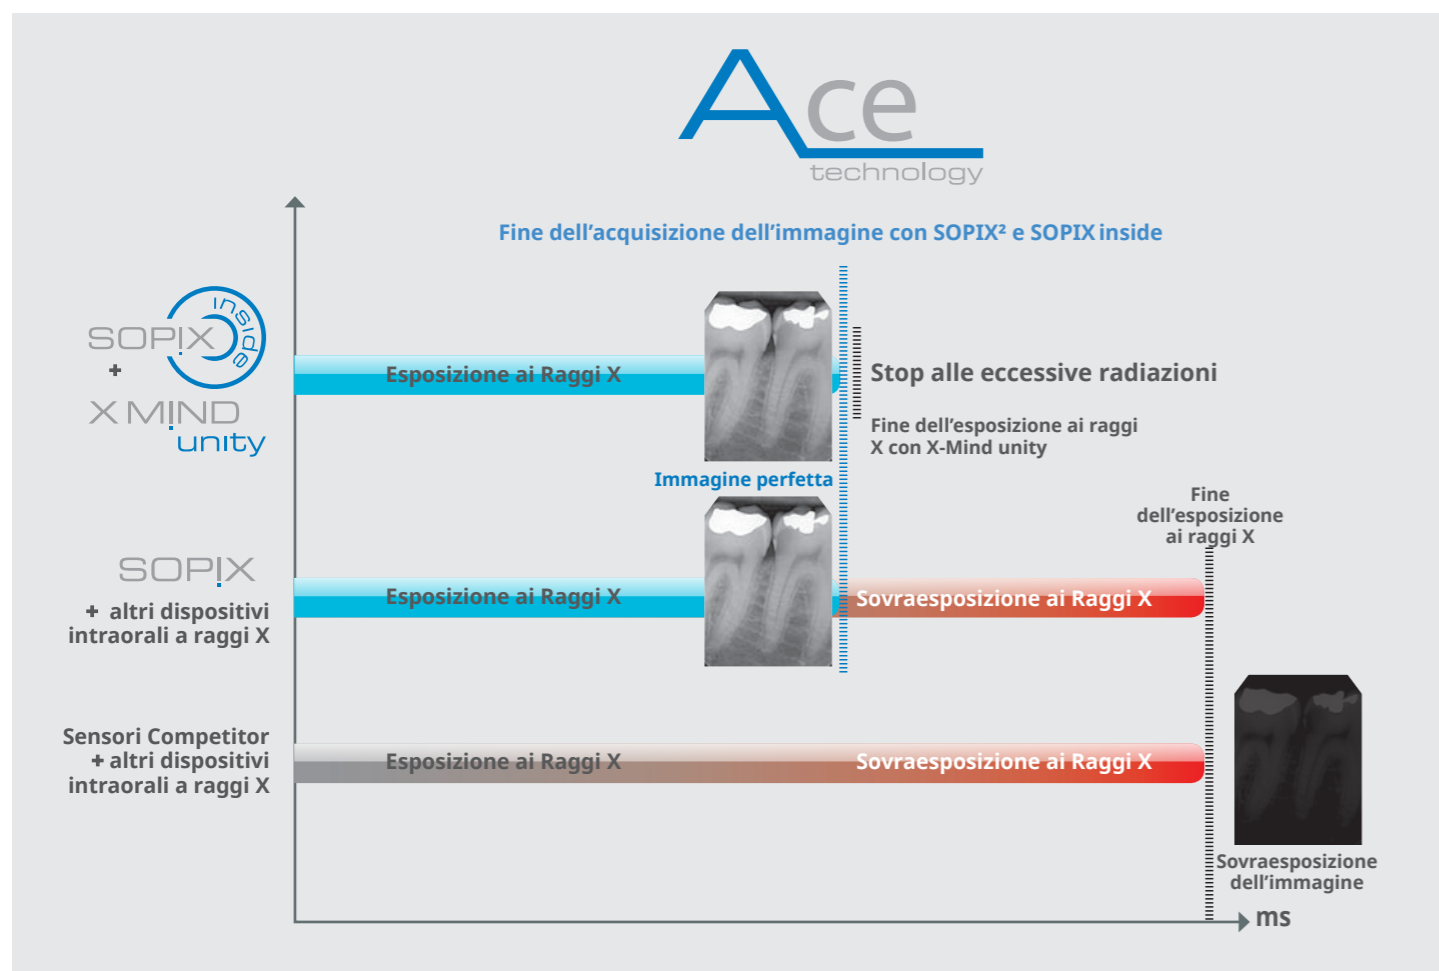 Ace
technology
Fine dell’acquisizione dell’immagine con SOPIX² e SOPIX inside
inside
SOPIX
+
X MIND
unity
Esposizione ai Raggi X
Stop alle eccessive radiazioni
Fine dell’esposizione ai raggi
X con X-Mind unity
Immagine perfetta
Fine
dell’esposizione
ai raggi X
SOPIX
+ altri dispositivi
intraorali a raggi X
Esposizione ai Raggi X
Sovraesposizione ai Raggi X
Sensori Competitor
+ altri dispositivi
intraorali a raggi X
Esposizione ai Raggi X
Sovraesposizione ai Raggi X
Sovraesposizione
dell’immagine
ms